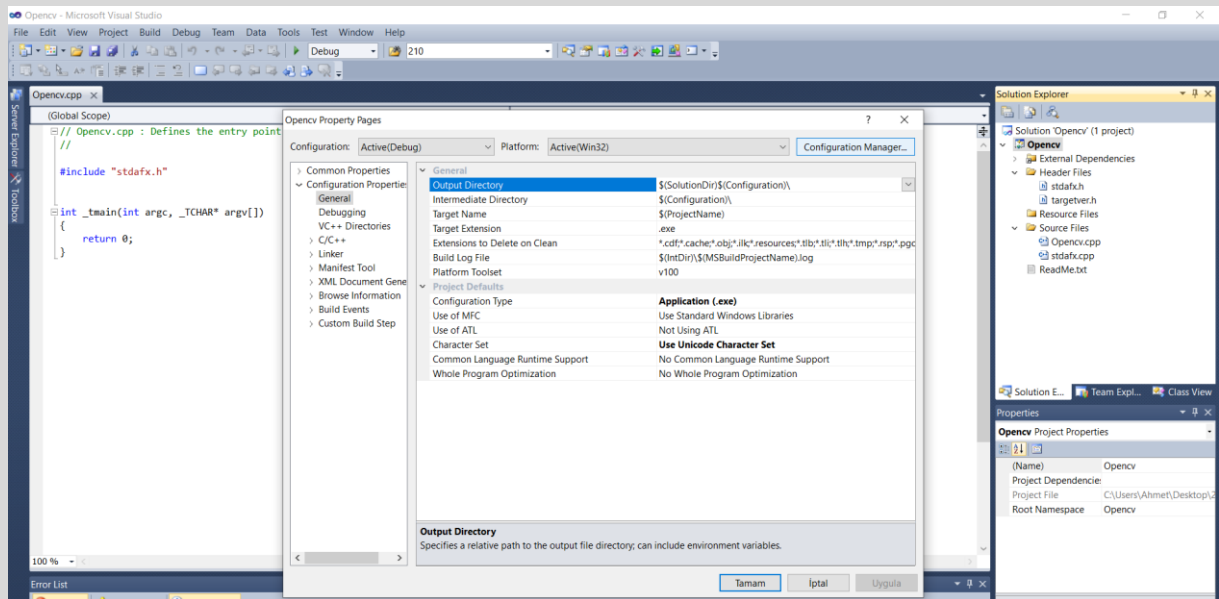 Opencv - Microsoft Visual Studio
File Edit View Project Build Debug Team Data Tools Test Window Help
Debug 210
Server Explorer
Toolbox
Opencv.cpp
(Global Scope)
// Opencv.cpp : Defines the entry point
//
#include "stdafx.h"
int _tmain(int argc, _TCHAR* argv[])
{
return 0;
}
100 %
Error List
Opencv Property Pages
Configuration: Active(Debug) Platform: Active(Win32) Configuration Manager...
Common Properties
Configuration Propertie
General
Debugging
VC++ Directories
C/C++
Linker
Manifest Tool
XML Document Gene
Browse Information
Build Events
Custom Build Step
General
Output Directory $(SolutionDir)$(Configuration)\
Intermediate Directory $(Configuration)\
Target Name $(ProjectName)
Target Extension .exe
Extensions to Delete on Clean *.cdf;*.cache;*.obj;*.ilk;*.resources;*.tlb;*.tli;*.tlh;*.tmp;*.rsp;*.pgc
Build Log File $(IntDir)\$(MSBuildProjectName).log
Platform Toolset v100
Project Defaults
Configuration Type Application (.exe)
Use of MFC Use Standard Windows Libraries
Use of ATL Not Using ATL
Character Set Use Unicode Character Set
Common Language Runtime Support No Common Language Runtime Support
Whole Program Optimization No Whole Program Optimization
Output Directory
Specifies a relative path to the output file directory; can include environment variables.
Tamam İptal Uygula
Solution Explorer
Solution 'Opencv' (1 project)
Opencv
External Dependencies
Header Files
stdafx.h
targetver.h
Resource Files
Source Files
Opencv.cpp
stdafx.cpp
ReadMe.txt
Solution E... Team Expl... Class View
Properties
Opencv Project Properties
(Name) Opencv
Project Dependencie
Project File C:\Users\Ahmet\Desktop\2
Root Namespace Opencv